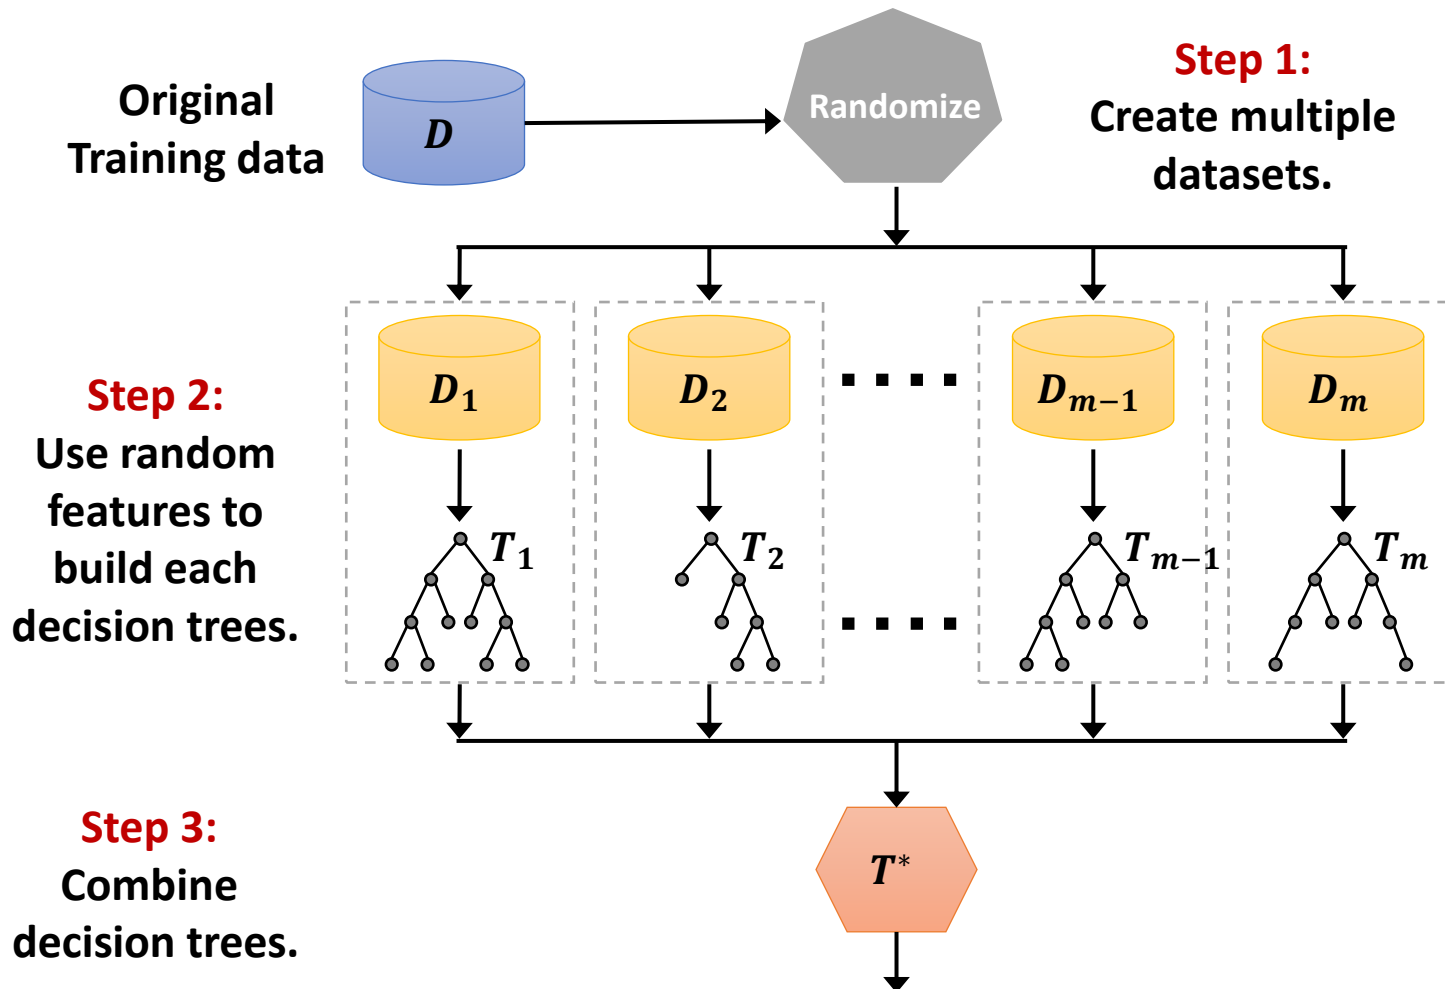 Original
Training data
D
Randomize
Step 1:
Create multiple
datasets.
D₁
D₂
Dₘ₋₁
Dₘ
Step 2:
Use random
features to
build each
decision trees.
T₁
T₂
Tₘ₋₁
Tₘ
Step 3:
Combine
decision trees.
T*